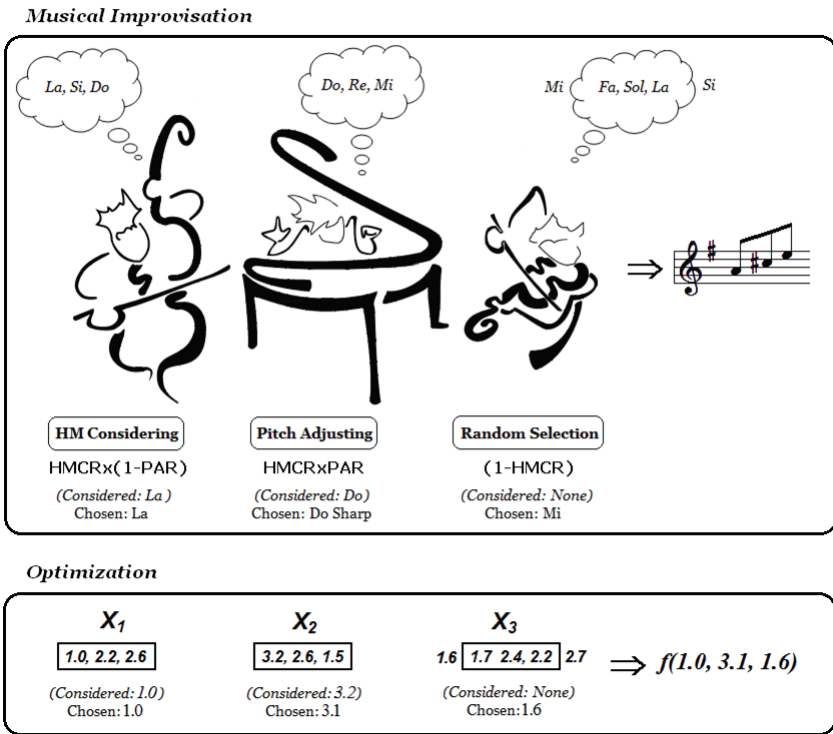 Musical Improvisation
La, Si, Do
Do, Re, Mi
Mi Fa, Sol, La Si
HM Considering Pitch Adjusting Random Selection
HMCRx(1-PAR) HMCRxPAR (1-HMCR)
(Considered: La) (Considered: Do) (Considered: None)
Chosen: La Chosen: Do Sharp Chosen: Mi
Optimization
X1 X2 X3
1.0, 2.2, 2.6 3.2, 2.6, 1.5 1.6 1.7 2.4, 2.2 2.7 ⇒ f(1.0, 3.1, 1.6)
(Considered: 1.0) (Considered: 3.2) (Considered: None)
Chosen: 1.0 Chosen: 3.1 Chosen: 1.6